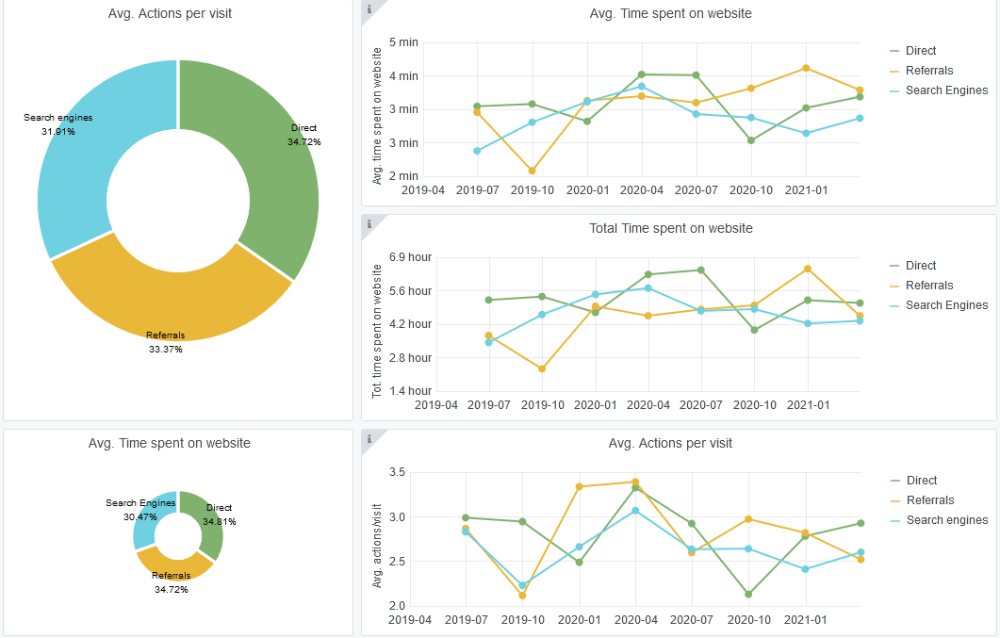 Avg. Actions per visit
Search engines
31.91%
Direct
34.72%
Referrals
33.37%
Avg. Time spent on website
Search Engines
30.47%
Direct
34.81%
Referrals
34.72%
i
Avg. Time spent on website
Avg. time spent on website
5 min
4 min
3 min
3 min
2 min
2019-04 2019-07 2019-10 2020-01 2020-04 2020-07 2020-10 2021-01
Direct
Referrals
Search Engines
i
Total Time spent on website
Tot. time spent on website
6.9 hour
5.6 hour
4.2 hour
2.8 hour
1.4 hour
2019-04 2019-07 2019-10 2020-01 2020-04 2020-07 2020-10 2021-01
Direct
Referrals
Search Engines
i
Avg. Actions per visit
Avg. actions/visit
3.5
3.0
2.5
2.0
2019-04 2019-07 2019-10 2020-01 2020-04 2020-07 2020-10 2021-01
Direct
Referrals
Search engines